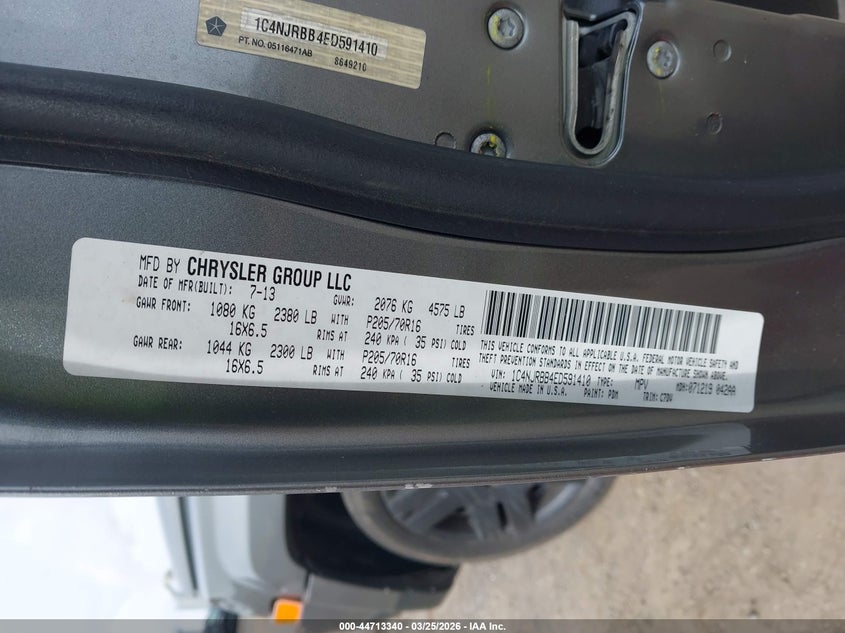 1C4NJRBB4ED591410
PT. NO. 05116471AB
8649210
MFD BY CHRYSLER GROUP LLC
DATE OF MFR(BUILT): 7-13 GVWR: 2076 KG 4575 LB
GAWR FRONT: 1080 KG 2380 LB WITH P205/70R16 TIRES
16X6.5 RIMS AT 240 KPA ( 35 PSI) COLD
GAWR REAR: 1044 KG 2300 LB WITH P205/70R16 TIRES
16X6.5 RIMS AT 240 KPA ( 35 PSI) COLD
THIS VEHICLE CONFORMS TO ALL APPLICABLE U.S.A. FEDERAL MOTOR VEHICLE SAFETY AND
THEFT PREVENTION STANDARDS IN EFFECT ON THE DATE OF MANUFACTURE SHOWN ABOVE.
VIN: 1C4NJRBB4ED591410 TYPE: MPV MDH:071219 042AA
VEHICLE MADE IN U.S.A. PAINT: PDM TRIM: C7DV
000-44713340 • 03/25/2026 • IAA Inc.